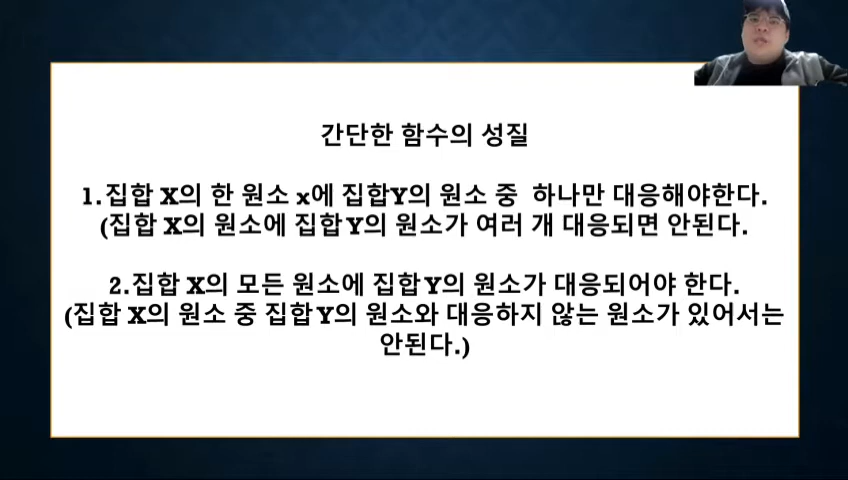 간단한 함수의 성질
1. 집합 X의 한 원소 x에 집합Y의 원소 중 하나만 대응해야한다.
(집합 X의 원소에 집합Y의 원소가 여러 개 대응되면 안된다.
2.집합 X의 모든 원소에 집합Y의 원소가 대응되어야 한다.
(집합 X의 원소 중 집합Y의 원소와 대응하지 않는 원소가 있어서는
안된다.)